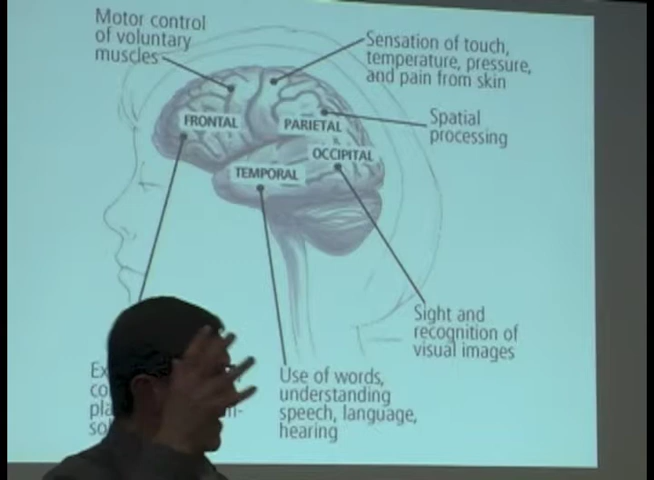 Motor control
of voluntary
muscles
Sensation of touch,
temperature, pressure,
and pain from skin
FRONTAL
PARIETAL
Spatial
processing
OCCIPITAL
TEMPORAL
Sight and
recognition of
visual images
Use of words,
understanding
speech, language,
hearing